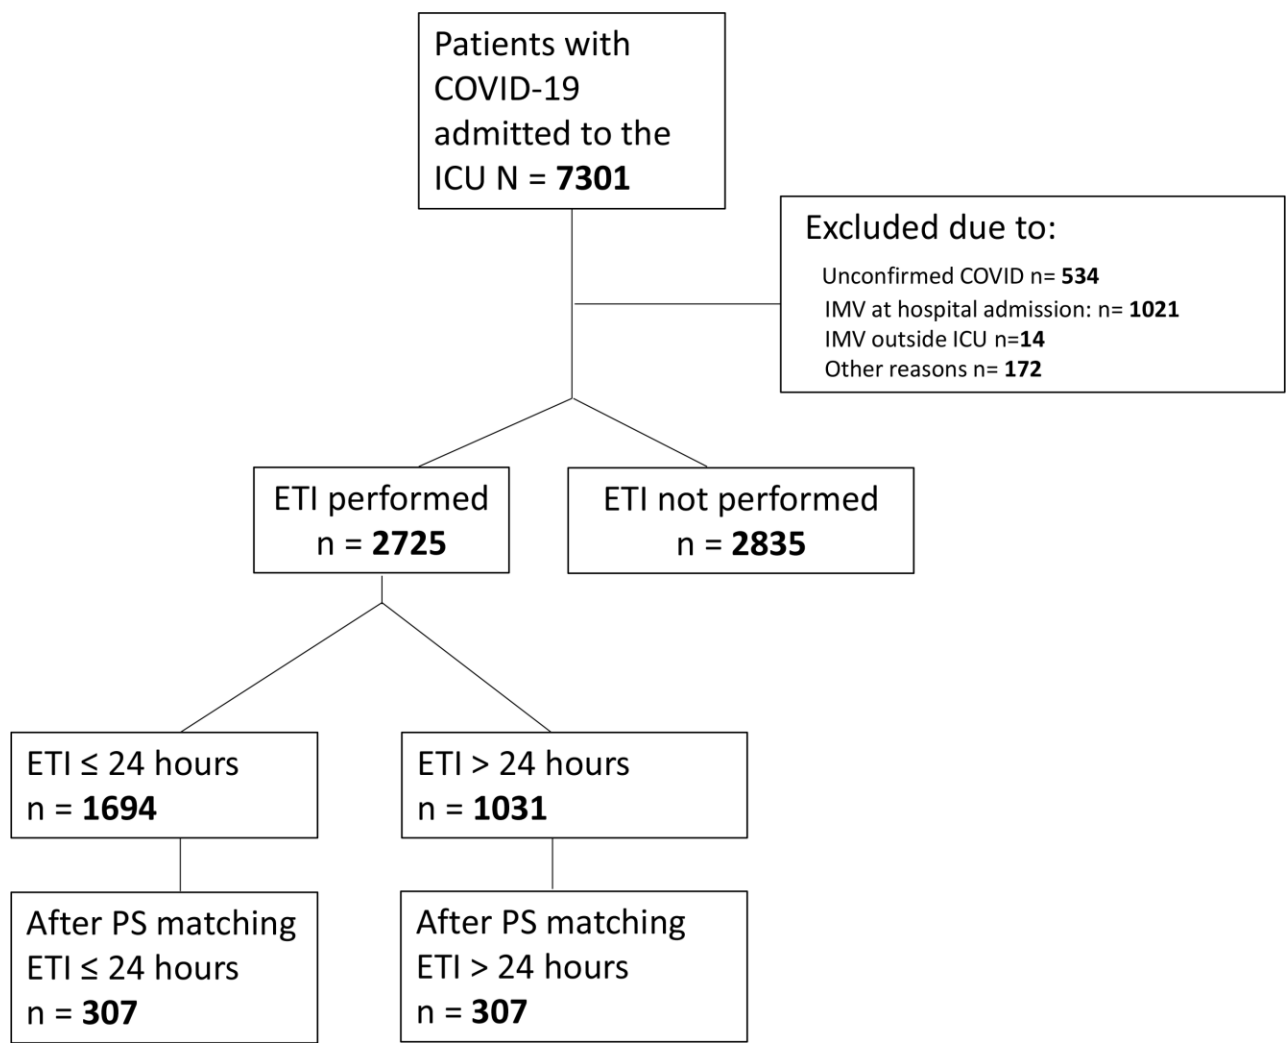 Patients with
COVID-19
admitted to the
ICU N = 7301
Excluded due to:
Unconfirmed COVID n= 534
IMV at hospital admission: n= 1021
IMV outside ICU n=14
Other reasons n= 172
ETI performed
n = 2725
ETI not performed
n = 2835
ETI ≤ 24 hours
n = 1694
ETI > 24 hours
n = 1031
After PS matching
ETI ≤ 24 hours
n = 307
After PS matching
ETI > 24 hours
n = 307